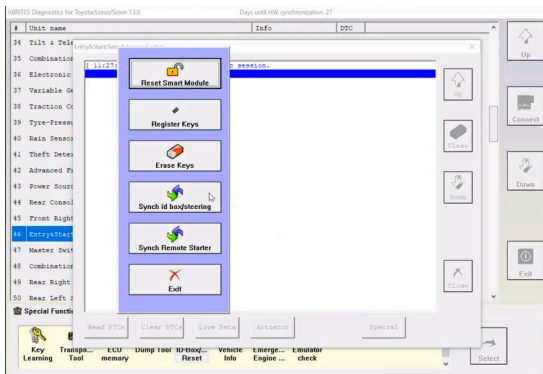 ABRITES Diagnostics for Toyota/Lexus/Scion 13.0 Days until HW synchronization: 27
# Unit name Info DTC
34 Tilt & Tele
35 Combination
36 Electronic
37 Variable Ge
38 Traction Co
39 Tyre-Pressu
40 Rain Sensor
41 Theft Deter
42 Advanced Fr
43 Power Sourc
44 Rear Consol
45 Front Right
46 Entry&Start
47 Master Swit
48 Combination
49 Rear Right
50 Rear Left S
Entry&Start/Smart
[ 11:27: c session.
Reset Smart Module
Register Keys
Erase Keys
Synch id box/steering
Synch Remote Starter
Exit
Up
Clear
Down
Close
Read DTCs Clear DTCs Live Data Actuator Special
Up
Connect
Down
Exit
Special Functi
Key Learning
Transpo... Tool
ECU memory
Dump Tool
ID-Box/... Reset
Vehicle Info
Emerge... Engine ...
Emulator check
Select